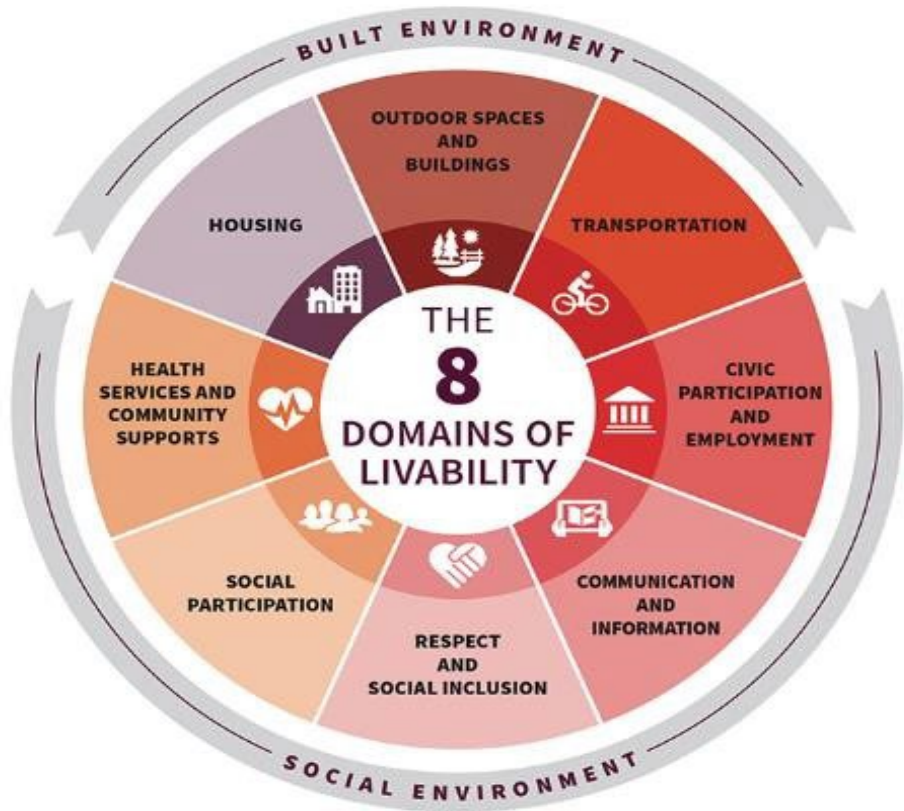 BUILT ENVIRONMENT
OUTDOOR SPACES
AND
BUILDINGS
HOUSING
TRANSPORTATION
THE
8
DOMAINS OF
LIVABILITY
HEALTH
SERVICES AND
COMMUNITY
SUPPORTS
CIVIC
PARTICIPATION
AND
EMPLOYMENT
SOCIAL
PARTICIPATION
COMMUNICATION
AND
INFORMATION
RESPECT
AND
SOCIAL INCLUSION
SOCIAL ENVIRONMENT